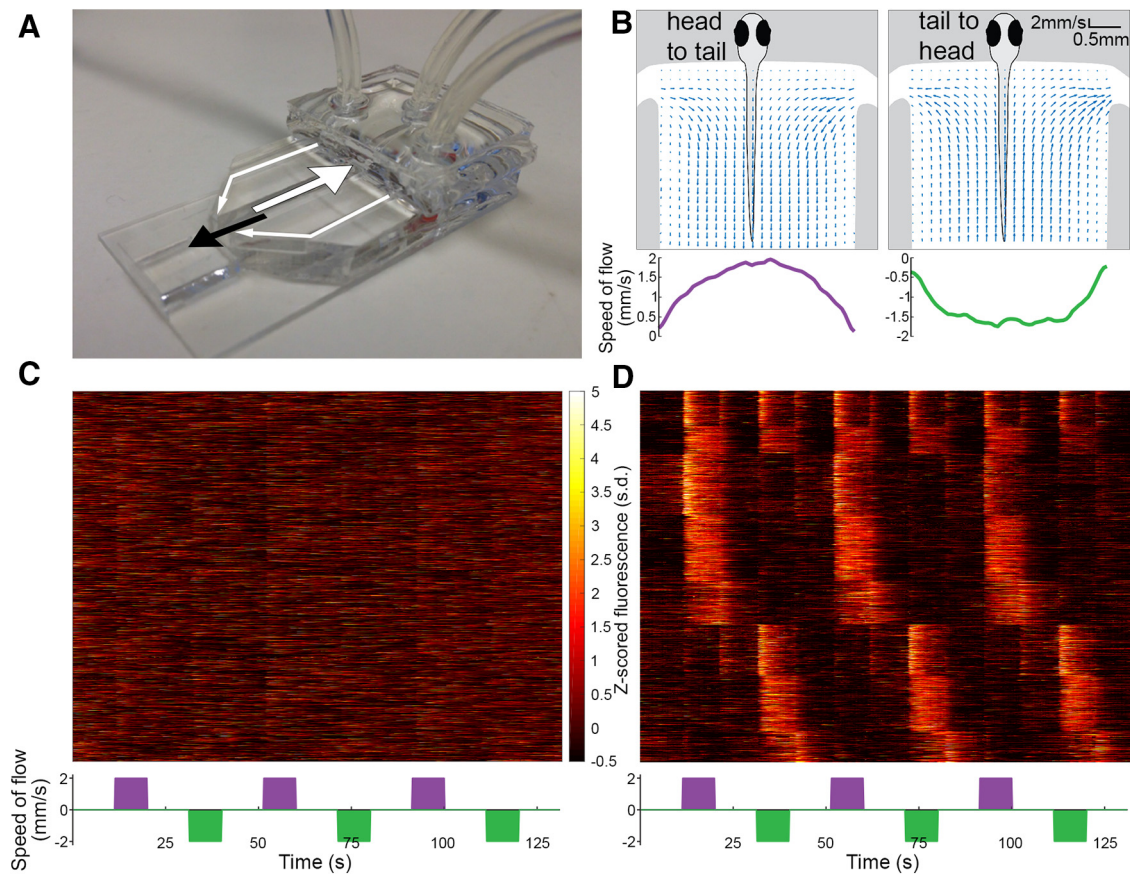 A
B
head
to tail
tail to
head
2mm/s
0.5mm
Speed of flow
(mm/s)
2
1.5
1
0.5
0
0
-0.5
-1
-1.5
-2
C
D
5
4.5
4
3.5
3
2.5
2
1.5
1
0.5
0
-0.5
Z-scored fluorescence (s.d.)
Speed of flow
(mm/s)
2
0
-2
25
50
75
100
125
Time (s)
2
0
-2
25
50
75
100
125
Time (s)